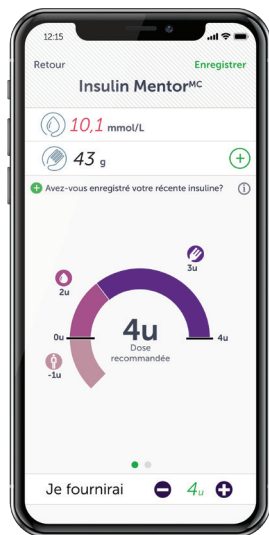 12:15
Retour
Enregistrer
Insulin Mentor^MC
10,1 mmol/L
43 g
Avez-vous enregistré votre récente insuline?
3u
2u
0u
4u
Dose
recommandée
4u
-1u
Je fournirai
4u